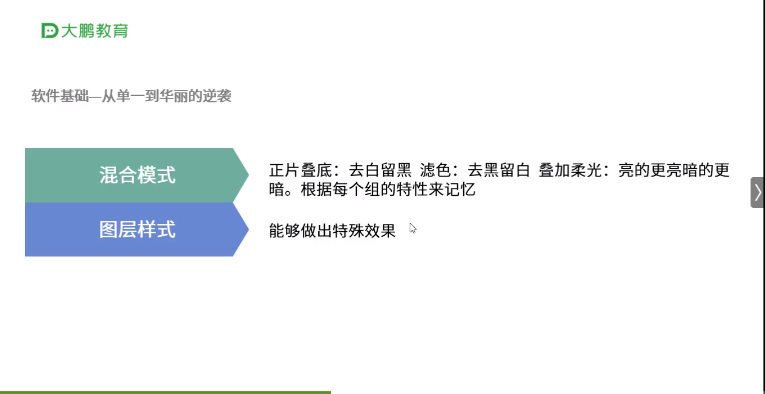 大鹏教育
软件基础—从单一到华丽的逆袭
混合模式
正片叠底：去白留黑 滤色：去黑留白 叠加柔光：亮的更亮暗的更
暗。根据每个组的特性来记忆
图层样式
能够做出特殊效果